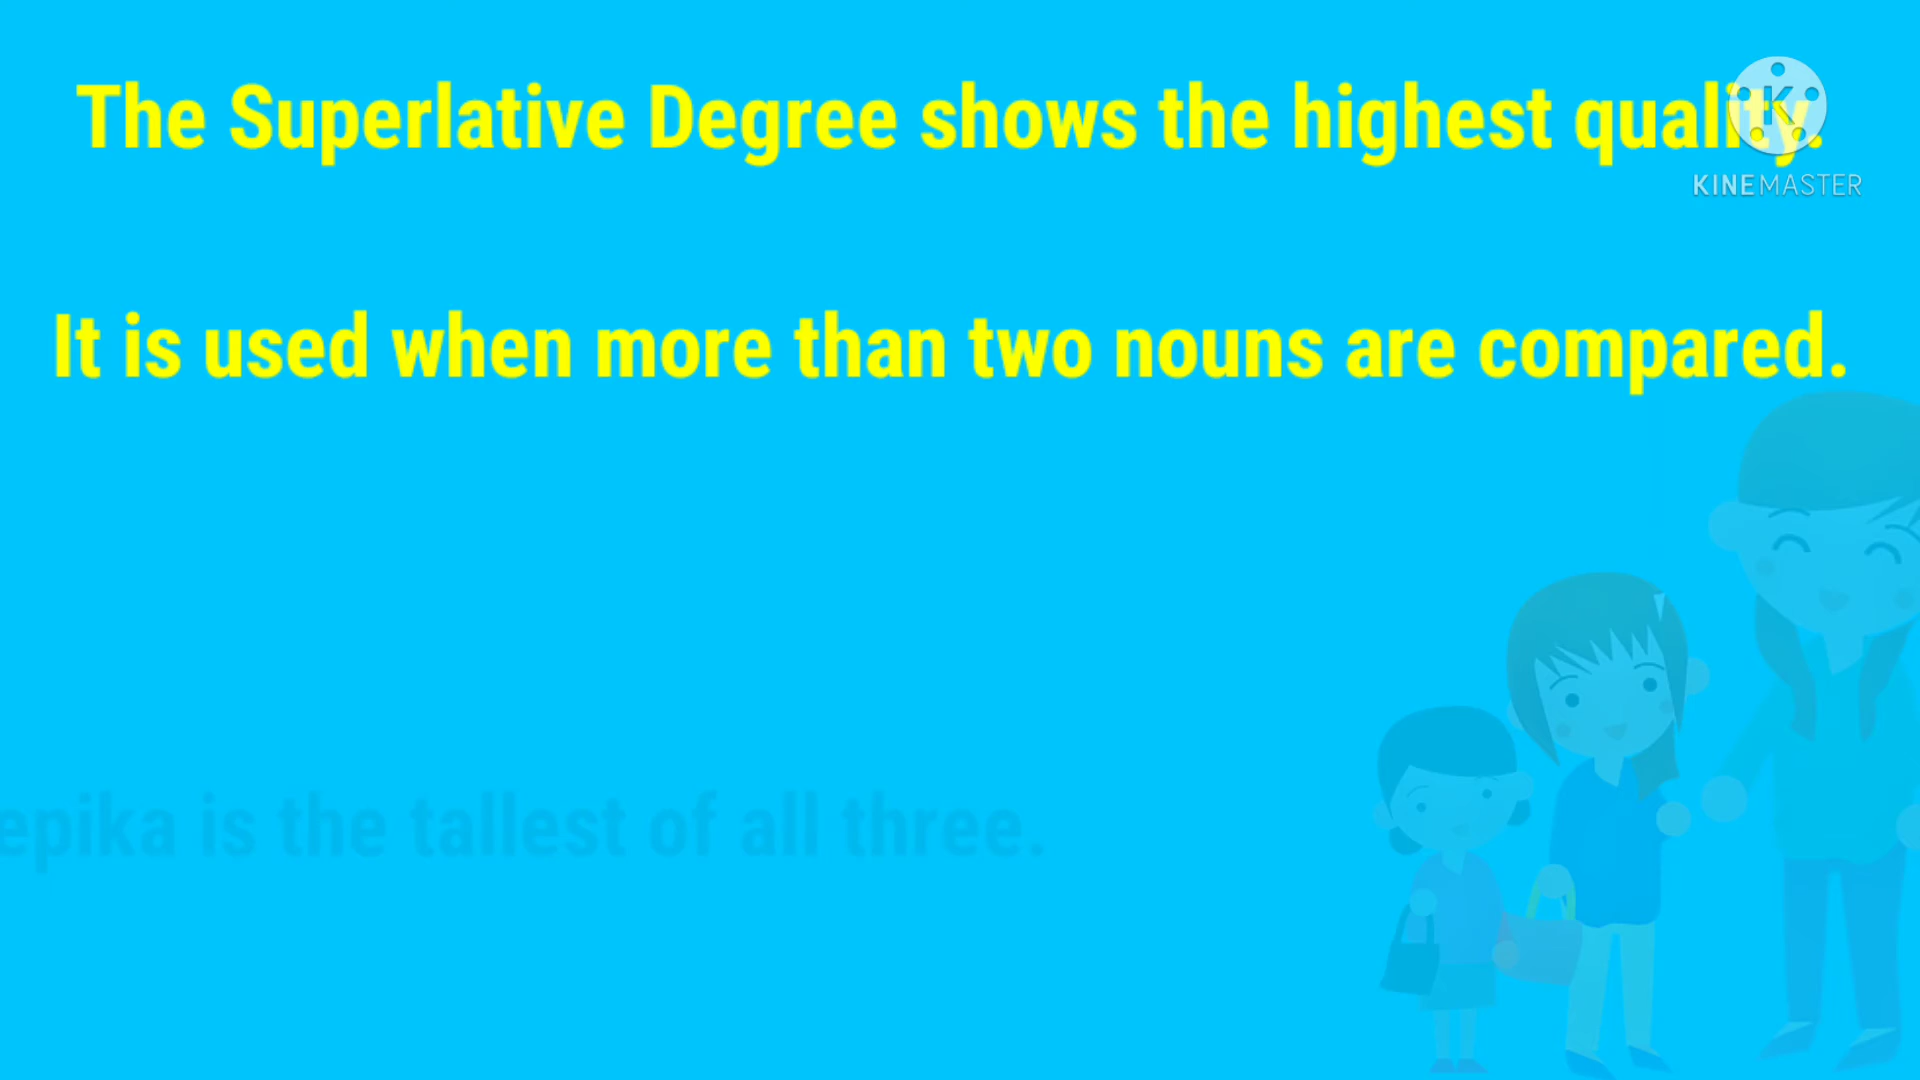 The Superlative Degree shows the highest quality.
KINEMASTER
It is used when more than two nouns are compared.
is the tallest of all three.